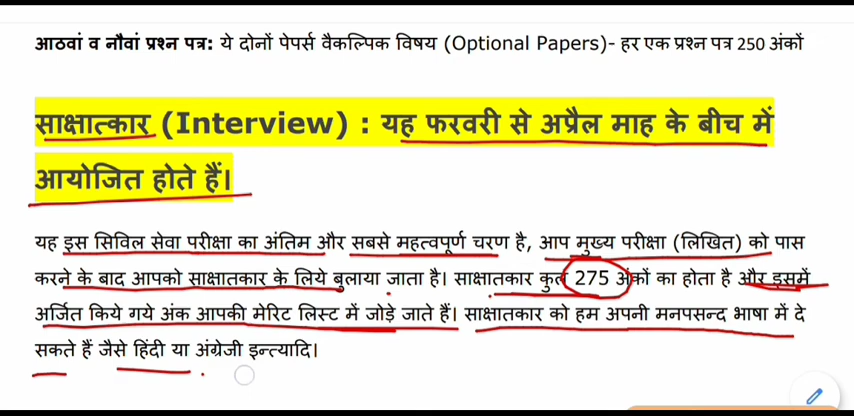 आठवां व नौवां प्रश्न पत्र: ये दोनों पेपर्स वैकल्पिक विषय (Optional Papers)- हर एक प्रश्न पत्र 250 अंकों
साक्षात्कार (Interview) : यह फरवरी से अप्रैल माह के बीच में
आयोजित होते हैं।
यह इस सिविल सेवा परीक्षा का अंतिम और सबसे महत्वपूर्ण चरण है, आप मुख्य परीक्षा (लिखित) को पास
करने के बाद आपको साक्षातकार के लिये बुलाया जाता है। साक्षातकार कुल 275 अंकों का होता है और इसमें
अर्जित किये गये अंक आपकी मेरिट लिस्ट में जोड़े जाते हैं। साक्षातकार को हम अपनी मनपसन्द भाषा में दे
सकते हैं जैसे हिंदी या अंग्रेजी इन्त्यादि।